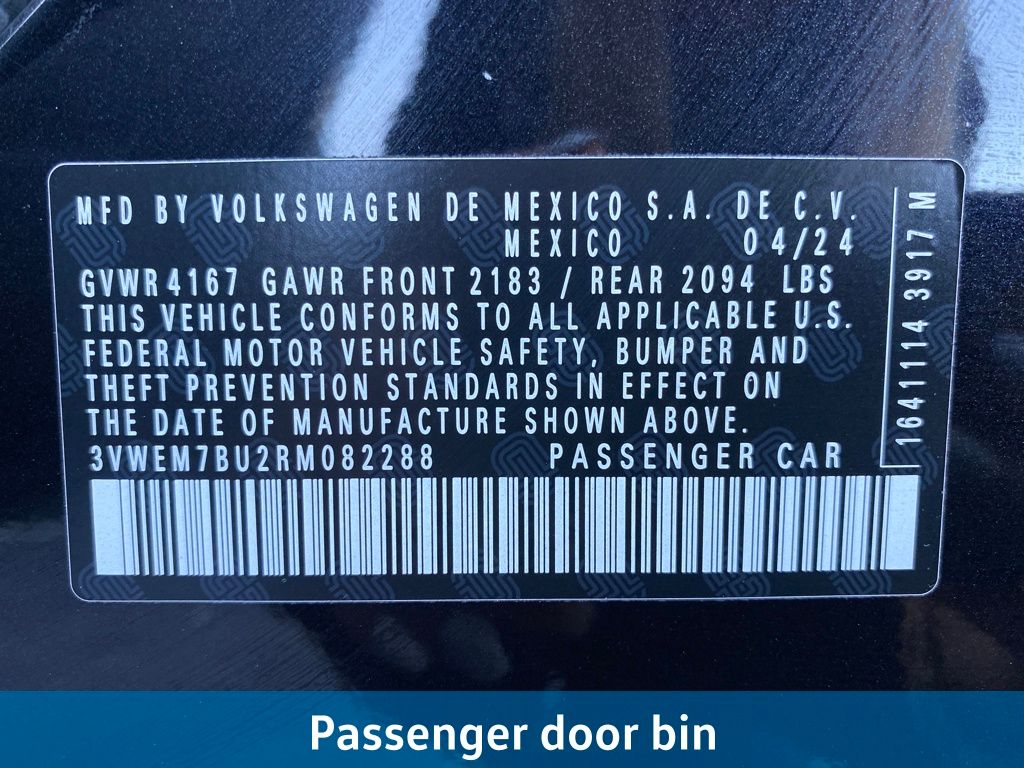 MFD BY VOLKSWAGEN DE MEXICO S.A. DE C.V.
MEXICO 04/24
GVWR 4167 GAWR FRONT 2183 / REAR 2094 LBS
THIS VEHICLE CONFORMS TO ALL APPLICABLE U.S.
FEDERAL MOTOR VEHICLE SAFETY, BUMPER AND
THEFT PREVENTION STANDARDS IN EFFECT ON
THE DATE OF MANUFACTURE SHOWN ABOVE.
3VWEM7BU2RM082288 PASSENGER CAR
1641114 3917 M
Passenger door bin